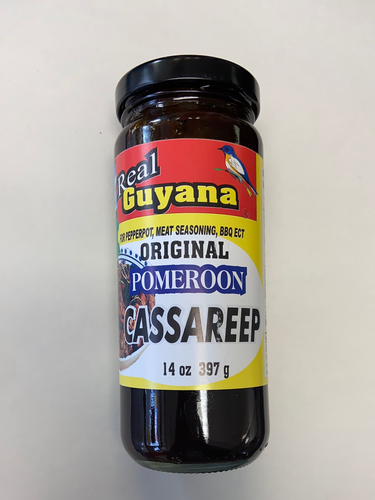 Real
Guyana
FOR PEPPERPOT, MEAT SEASONING, BBQ ECT
ORIGINAL
POMEROON
CASSAREEP
14 oz 397 g